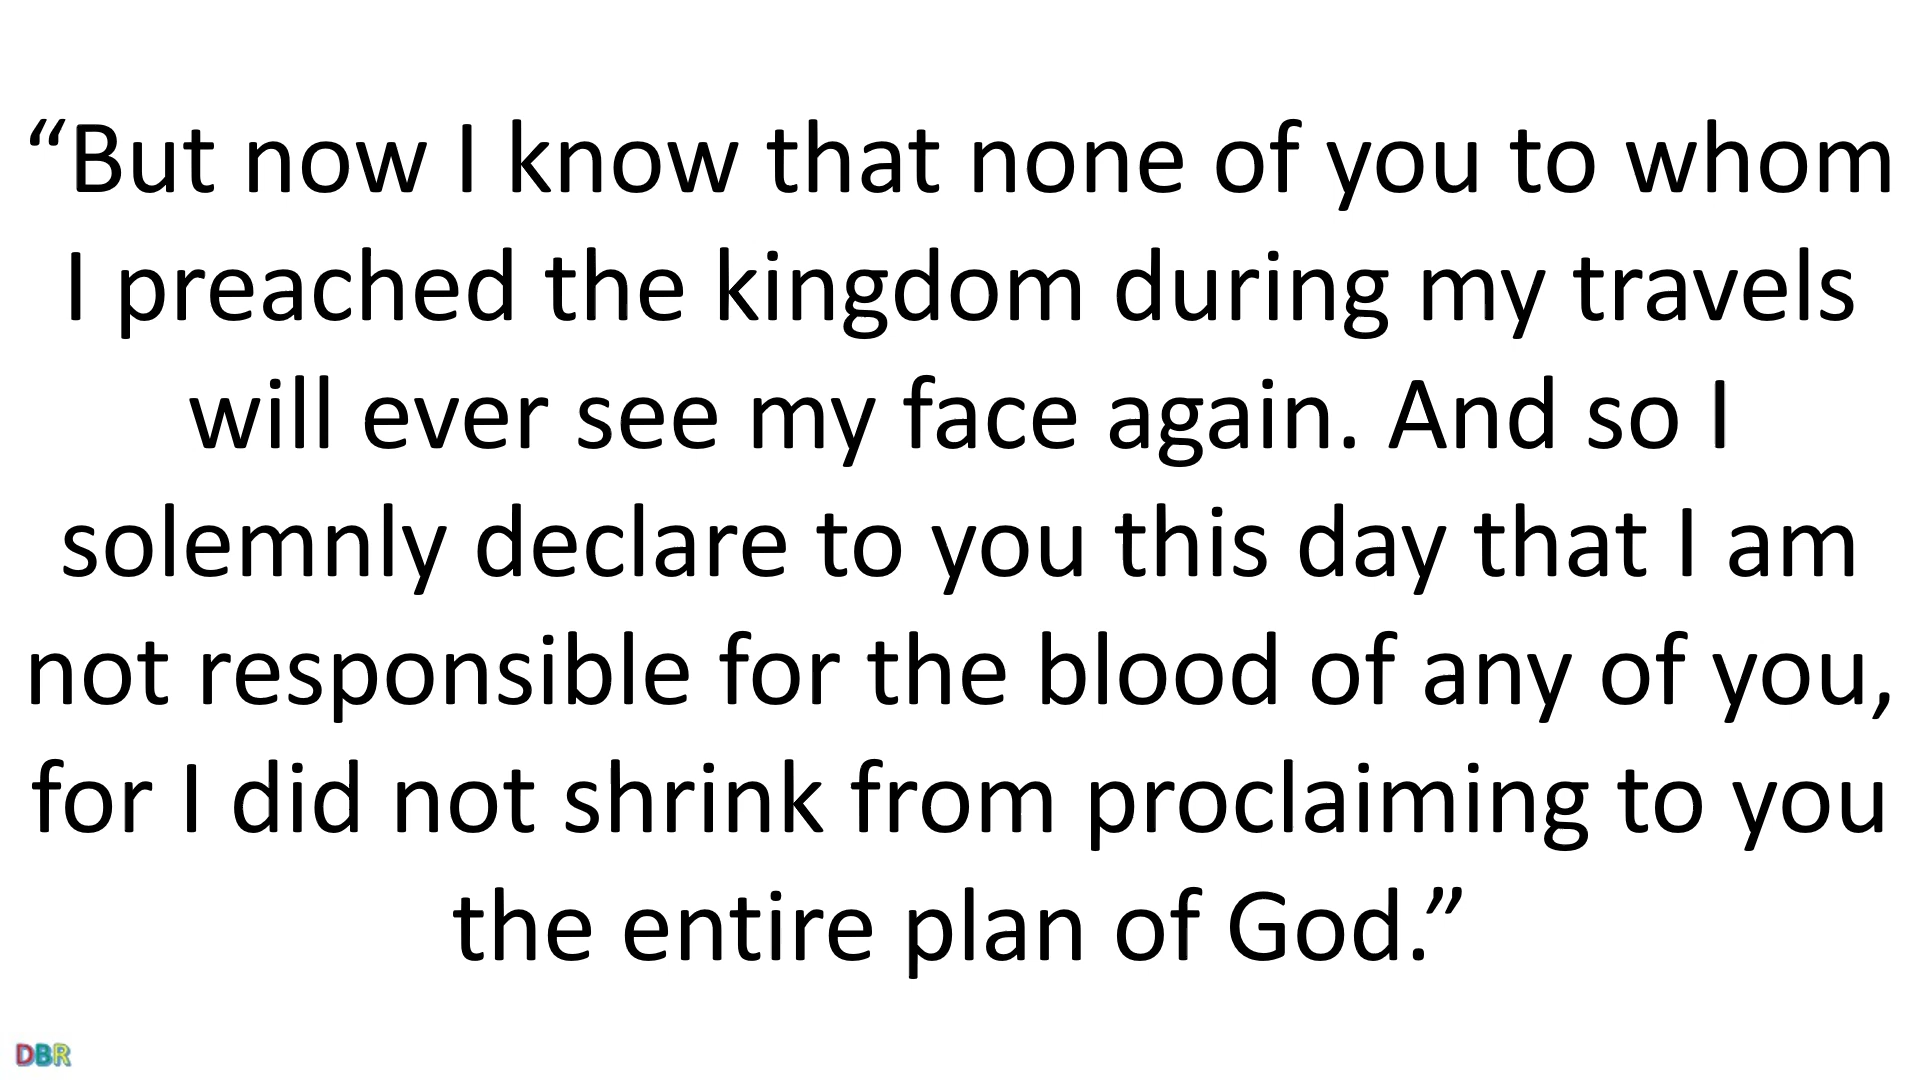 “But now I know that none of you to whom
I preached the kingdom during my travels
will ever see my face again. And so I
solemnly declare to you this day that I am
not responsible for the blood of any of you,
for I did not shrink from proclaiming to you
the entire plan of God.”
DBR